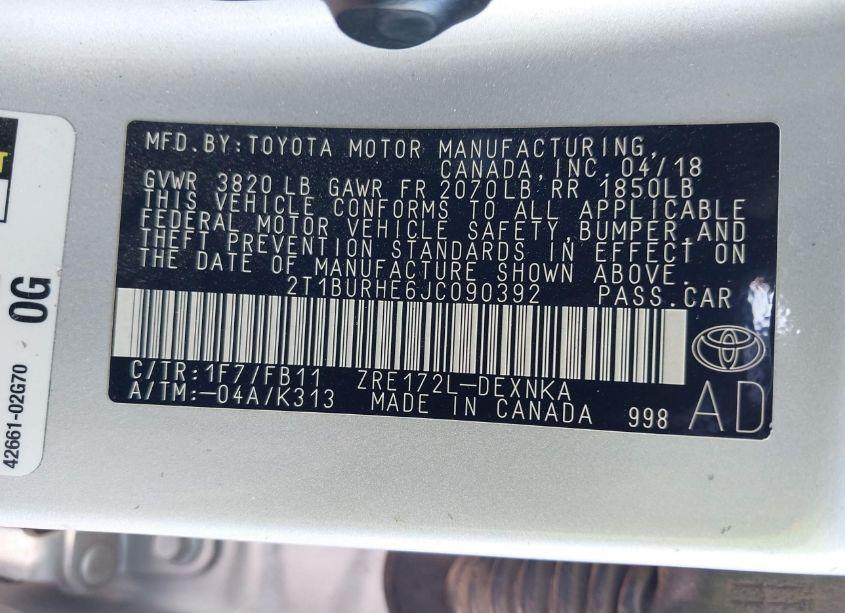 MFD.BY:TOYOTA MOTOR MANUFACTURING,
CANADA,INC. 04/18
GVWR 3820 LB GAWR FR 2070LB,RR 1850LB
THIS VEHICLE CONFORMS TO ALL APPLICABLE
FEDERAL MOTOR VEHICLE SAFETY,BUMPER AND
THEFT PREVENTION STANDARDS IN EFFECT ON
THE DATE OF MANUFACTURE SHOWN ABOVE.
2T1BURHE6JC090392 PASS.CAR
C/TR:1F7/FB11 ZRE172L-DEXNKA
A/TM:-04A/K313 MADE IN CANADA 998 AD
42661-02G70
0G